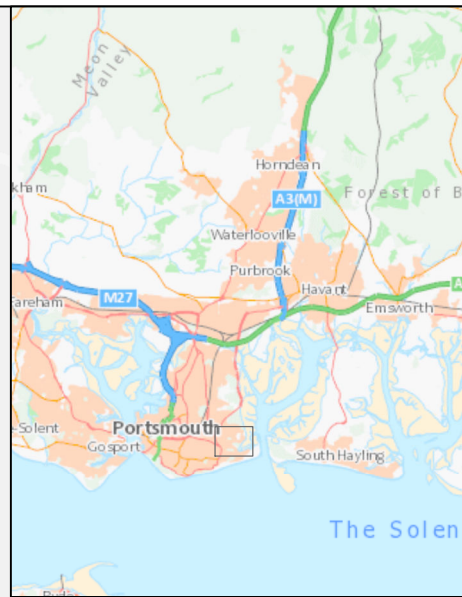 Meon
Valley
Horndean
kham
A3(M)
Forest of B
Waterlooville
Purbrook
Havant
A
M27
Fareham
Emsworth
Portsmouth
-Solent
Gosport
South Hayling
The Solen